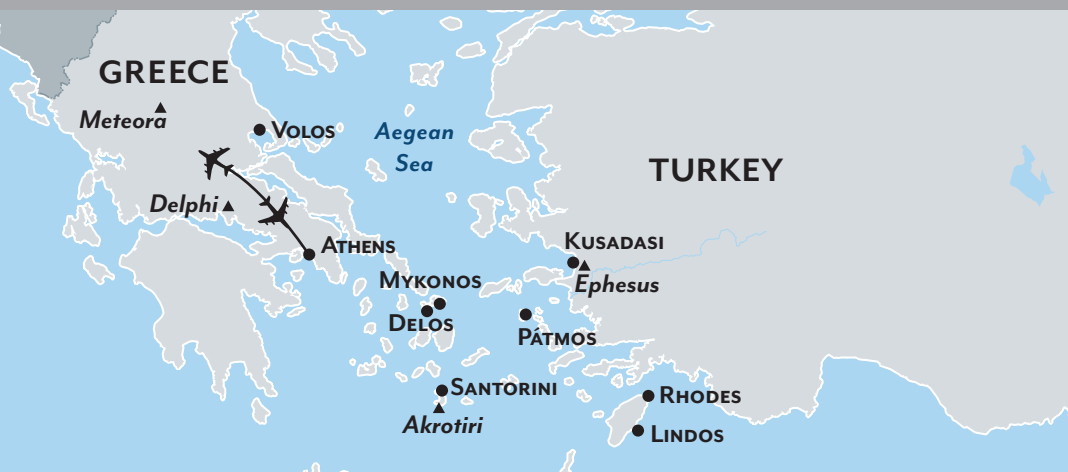 GREECE
Meteora
VOLOS
Aegean
Sea
TURKEY
Delphi
ATHENS
KUSADASI
Ephesus
MYKONOS
DELOS
PÁTMOS
SANTORINI
Akrotiri
RHODES
LINDOS